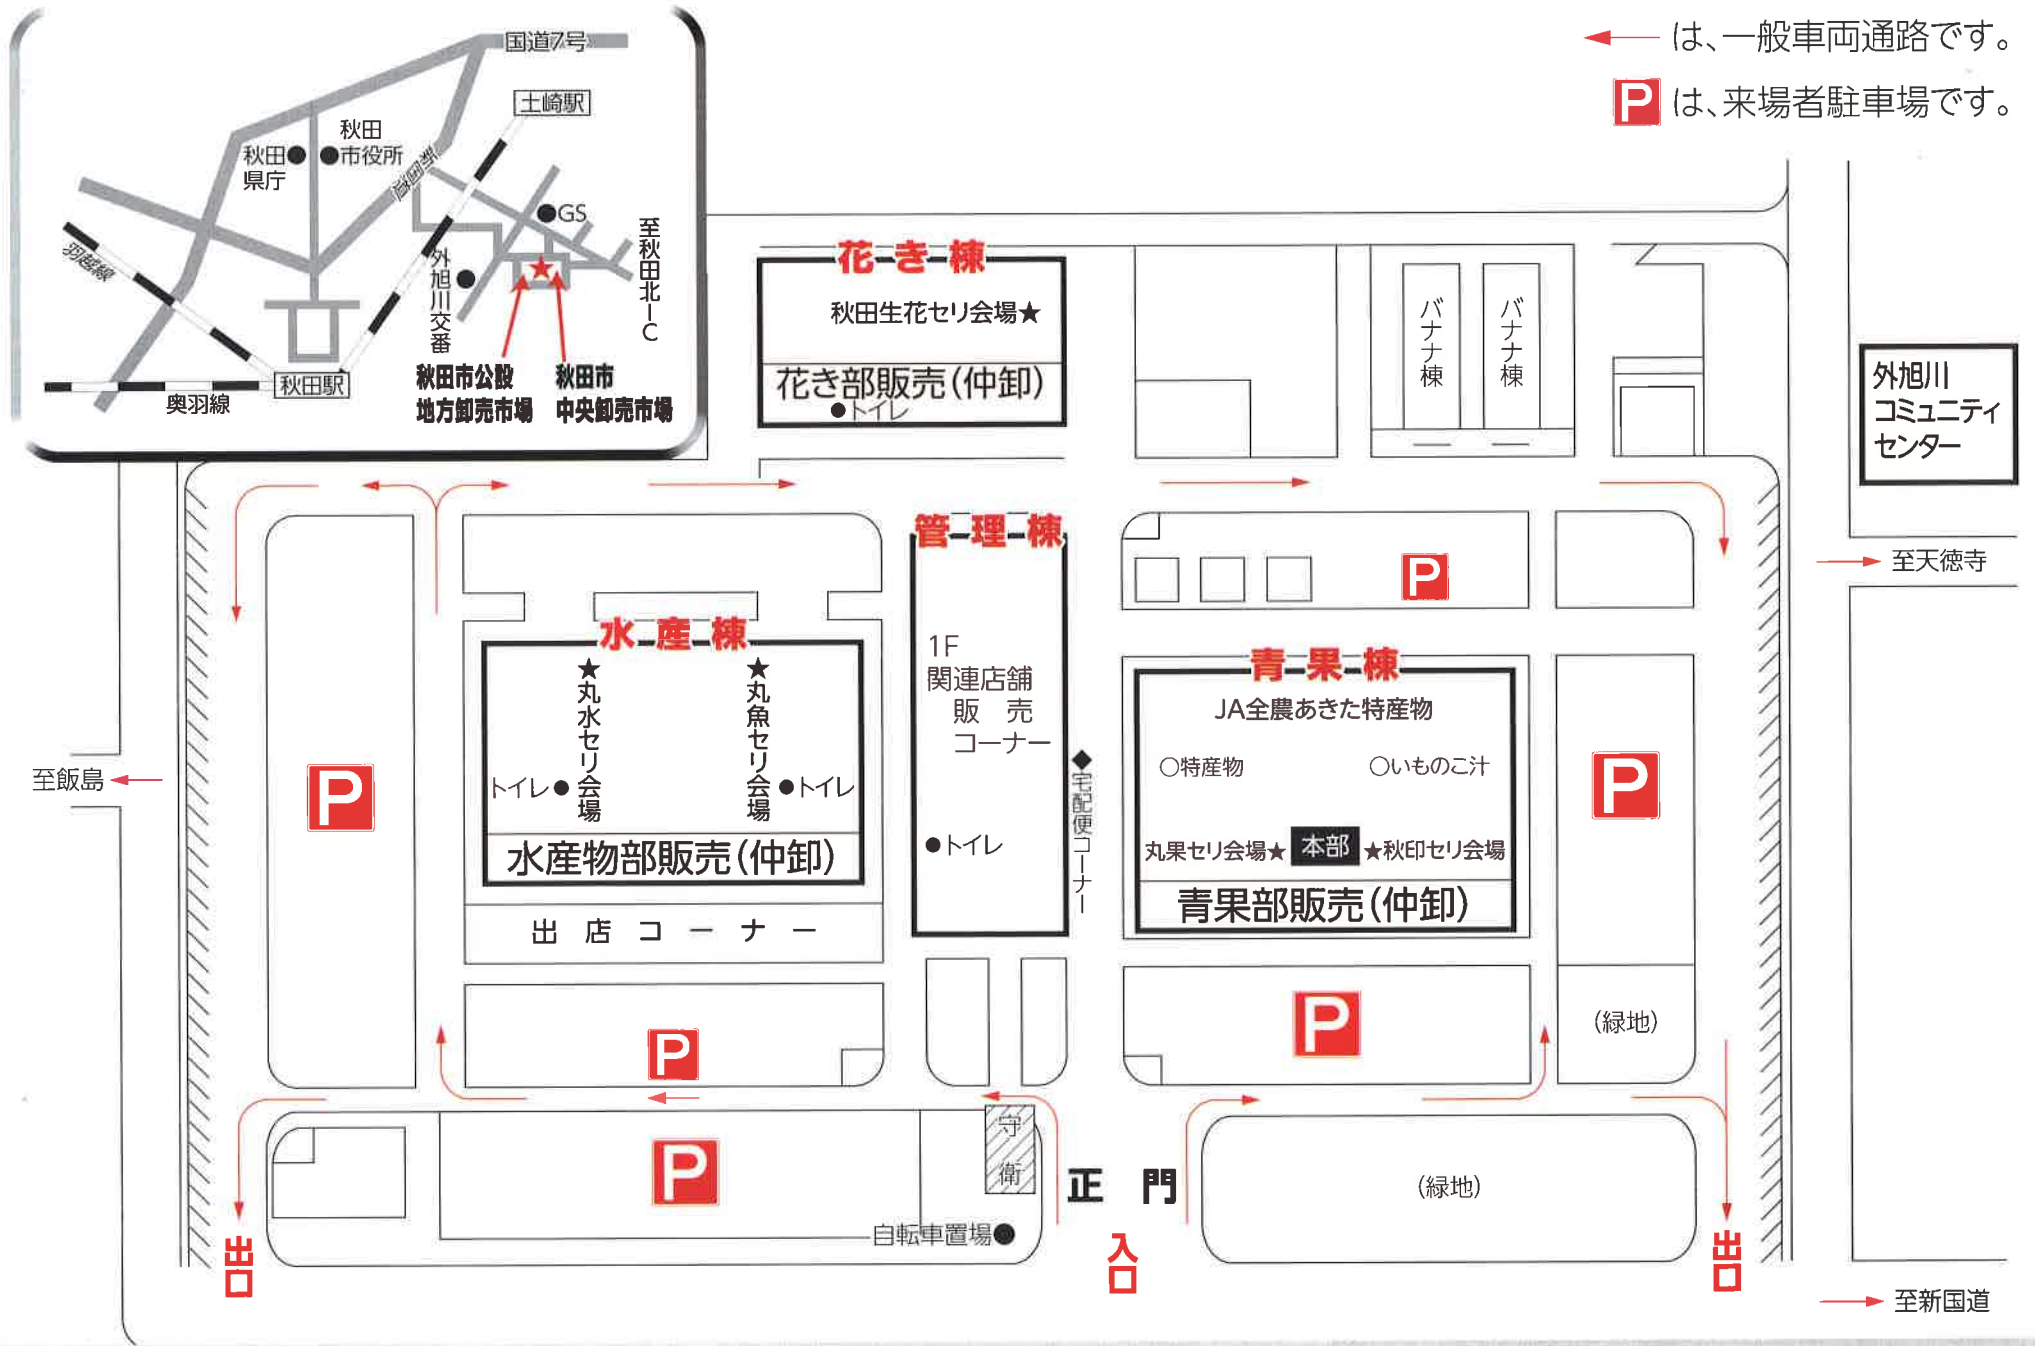 は、一般車両通路です。
P は、来場者駐車場です。
国道7号
土崎駅
秋田
市役所
秋田
県庁
新国道
GS
羽越線
外旭川交番
至秋田北IC
秋田駅
奥羽線
秋田市公設
地方卸売市場
秋田市
中央卸売市場
花き棟
秋田生花セリ会場★
花き部販売(仲卸)
●トイレ
バナナ棟
バナナ棟
外旭川
コミュニティ
センター
至天徳寺
管理棟
1F
関連店舗
販売
コーナー
●トイレ
◆宅配便コーナー
P
水産棟
★丸水セリ会場
★丸魚セリ会場
トイレ●
●トイレ
水産物部販売(仲卸)
出店コーナー
青果棟
JA全農あきた特産物
○特産物
○いものこ汁
丸果セリ会場★
本部
★秋印セリ会場
青果部販売(仲卸)
P
P
至飯島
P
P
(緑地)
P
守衛
正門
(緑地)
自転車置場●
出口
入口
出口
至新国道